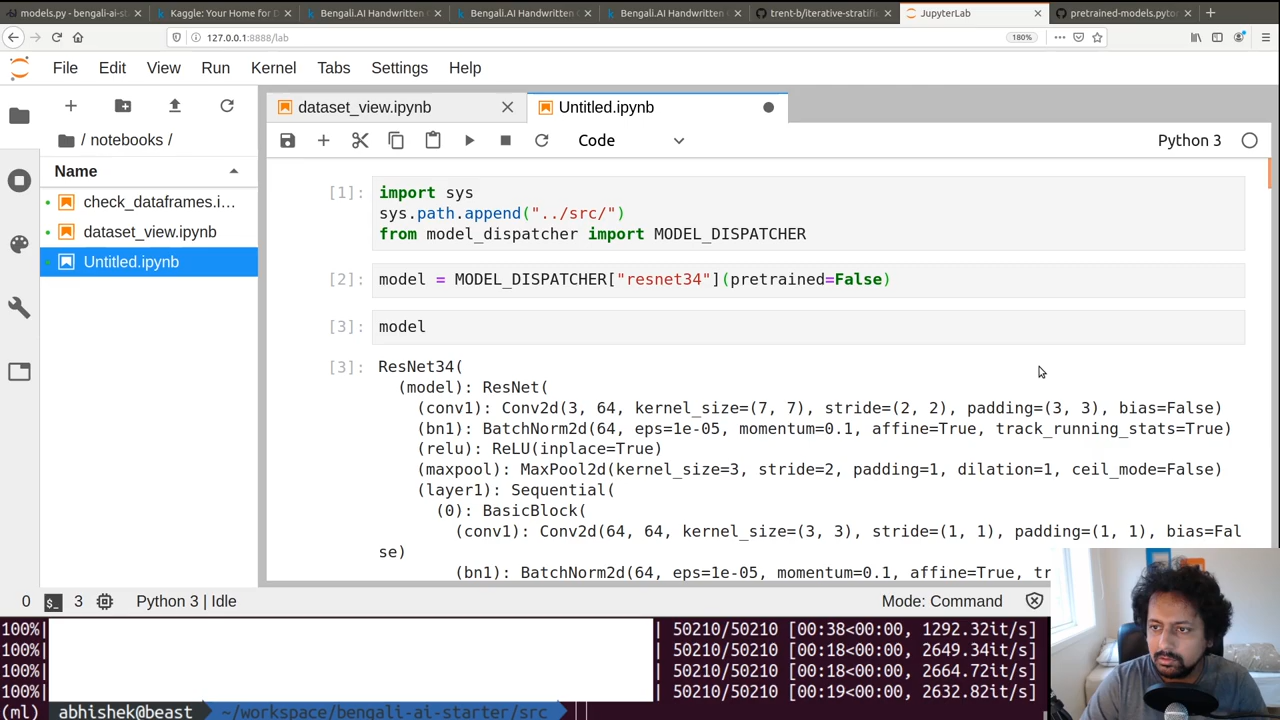 models.py - bengali-ai-s
Kaggle: Your Home for D
Bengali.AI Handwritten G
Bengali.AI Handwritten G
Bengali.AI Handwritten G
trent-b/iterative-stratifi
JupyterLab
pretrained-models.pyto
127.0.0.1:8888/lab
180%
File Edit View Run Kernel Tabs Settings Help
/ notebooks /
Name
check_dataframes.i…
dataset_view.ipynb
Untitled.ipynb
dataset_view.ipynb
Untitled.ipynb
Code
Python 3
[1]: import sys
sys.path.append("../src/")
from model_dispatcher import MODEL_DISPATCHER
[2]: model = MODEL_DISPATCHER["resnet34"](pretrained=False)
[3]: model
[3]: ResNet34(
(model): ResNet(
(conv1): Conv2d(3, 64, kernel_size=(7, 7), stride=(2, 2), padding=(3, 3), bias=False)
(bn1): BatchNorm2d(64, eps=1e-05, momentum=0.1, affine=True, track_running_stats=True)
(relu): ReLU(inplace=True)
(maxpool): MaxPool2d(kernel_size=3, stride=2, padding=1, dilation=1, ceil_mode=False)
(layer1): Sequential(
(0): BasicBlock(
(conv1): Conv2d(64, 64, kernel_size=(3, 3), stride=(1, 1), padding=(1, 1), bias=Fal
se)
(bn1): BatchNorm2d(64, eps=1e-05, momentum=0.1, affine=True, tr
0 $_ 3 Python 3 | Idle
Mode: Command
100%| | 50210/50210 [00:38<00:00, 1292.32it/s]
100%| | 50210/50210 [00:18<00:00, 2649.34it/s]
100%| | 50210/50210 [00:18<00:00, 2664.72it/s]
100%| | 50210/50210 [00:19<00:00, 2632.82it/s]
(ml) abhishek@beast ~/workspace/bengali-ai-starter/src